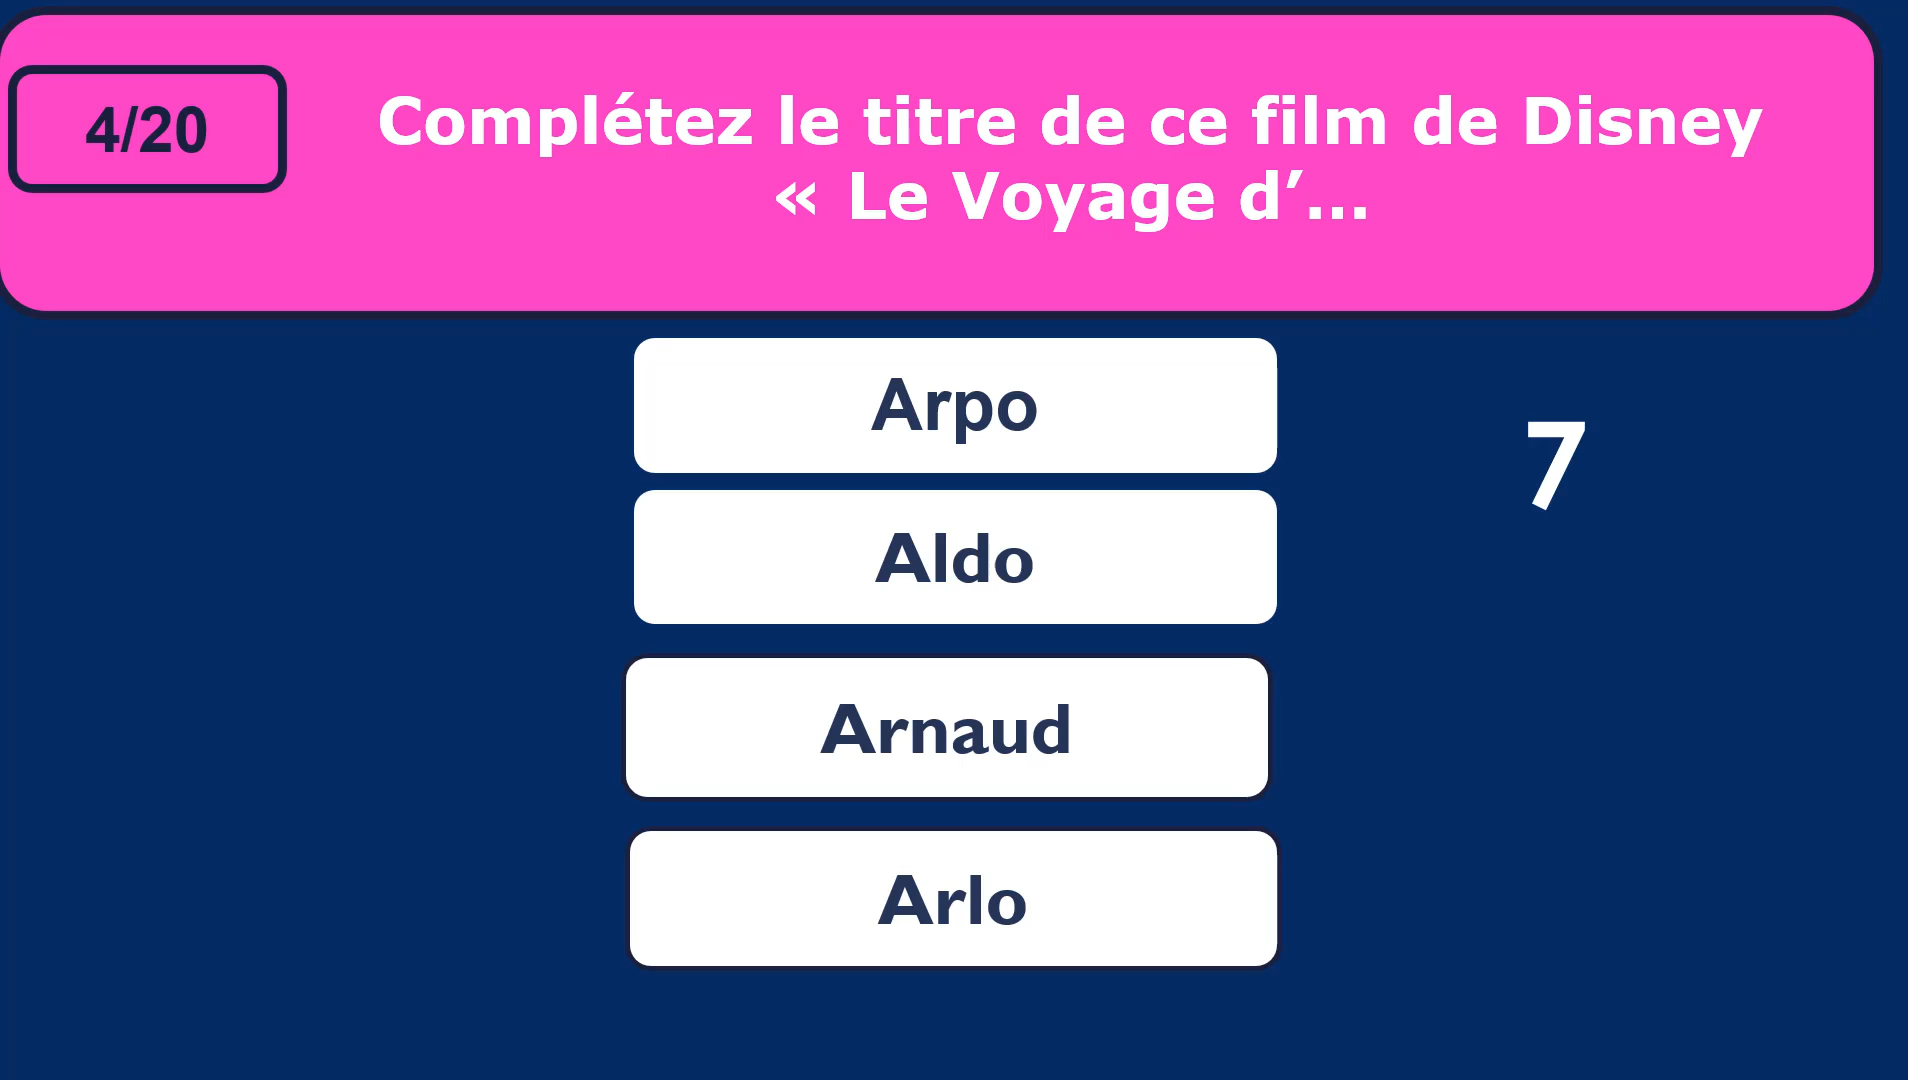 4/20
Complétez le titre de ce film de Disney
« Le Voyage d’...
Arpo
7
Aldo
Arnaud
Arlo